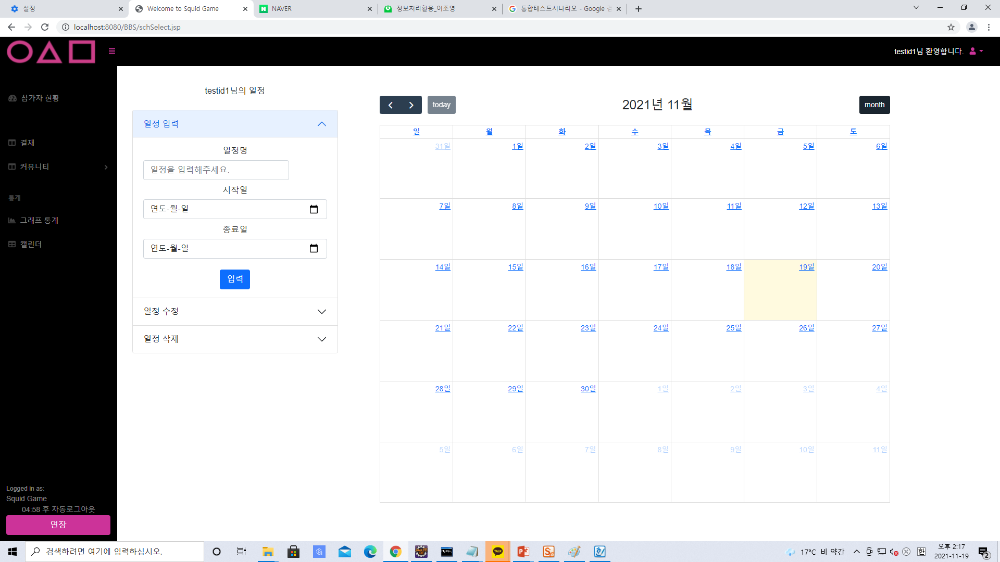 설정
Welcome to Squid Game
NAVER
정보처리활용_이조영
통합테스트시나리오 - Google 검
localhost:8080/BBS/schSelect.jsp
testid1님 환영합니다.
참가자 현황
결재
커뮤니티
통계
그래프 통계
캘린더
Logged in as:
Squid Game
04:58 후 자동로그아웃
연장
testid1님의 일정
일정 입력
일정명
일정을 입력해주세요.
시작일
연도-월-일
종료일
연도-월-일
입력
일정 수정
일정 삭제
today
2021년 11월
month
일 월 화 수 목 금 토
31일 1일 2일 3일 4일 5일 6일
7일 8일 9일 10일 11일 12일 13일
14일 15일 16일 17일 18일 19일 20일
21일 22일 23일 24일 25일 26일 27일
28일 29일 30일 1일 2일 3일 4일
5일 6일 7일 8일 9일 10일 11일
검색하려면 여기에 입력하십시오.
TALK
17°C 비 약간
한
오후 2:17
2021-11-19
2